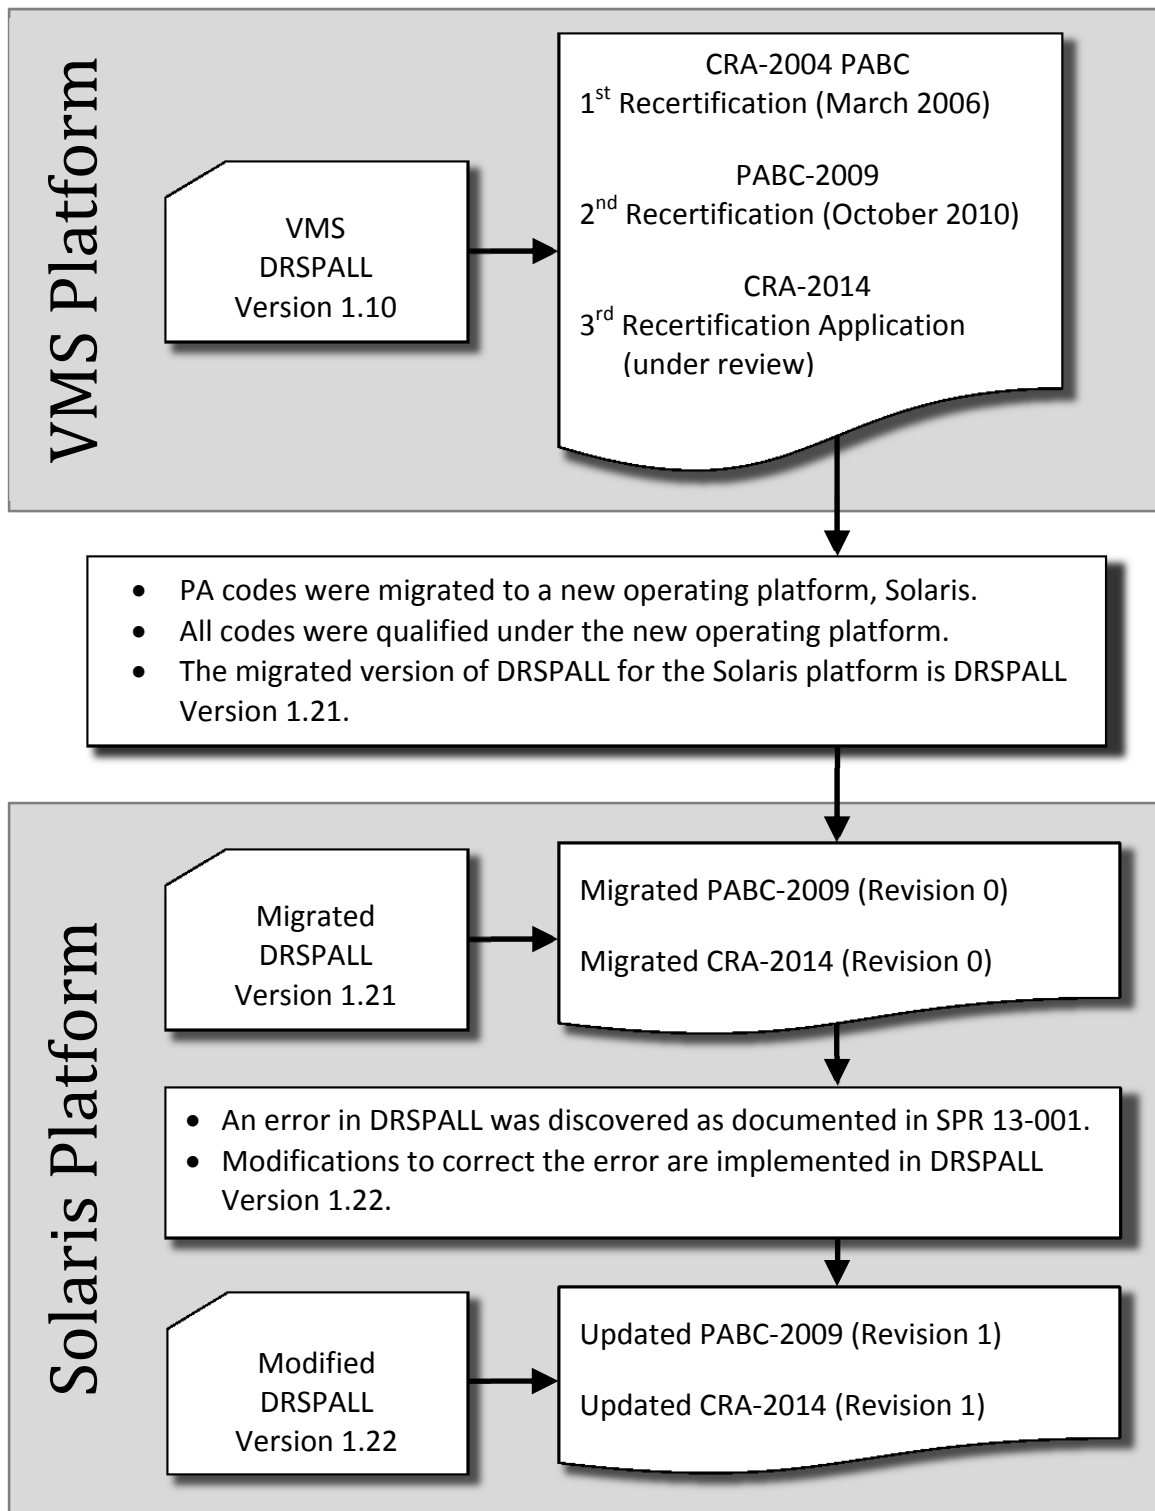 VMS Platform
CRA-2004 PABC
1st Recertification (March 2006)
PABC-2009
2nd Recertification (October 2010)
CRA-2014
3rd Recertification Application
(under review)
VMS
DRSPALL
Version 1.10
• PA codes were migrated to a new operating platform, Solaris.
• All codes were qualified under the new operating platform.
• The migrated version of DRSPALL for the Solaris platform is DRSPALL
Version 1.21.
Solaris Platform
Migrated
DRSPALL
Version 1.21
Migrated PABC-2009 (Revision 0)
Migrated CRA-2014 (Revision 0)
• An error in DRSPALL was discovered as documented in SPR 13-001.
• Modifications to correct the error are implemented in DRSPALL
Version 1.22.
Modified
DRSPALL
Version 1.22
Updated PABC-2009 (Revision 1)
Updated CRA-2014 (Revision 1)